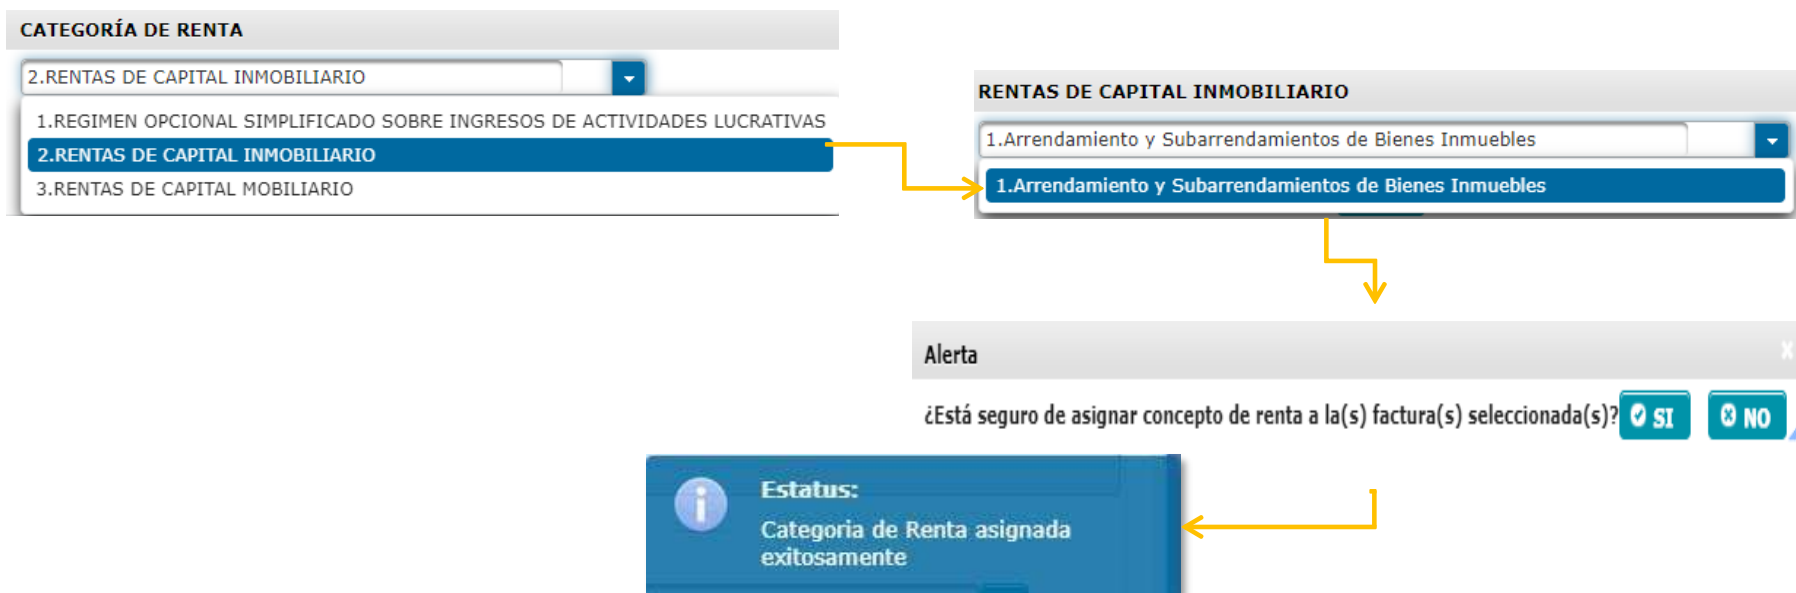 CATEGORÍA DE RENTA
2.RENTAS DE CAPITAL INMOBILIARIO
1.REGIMEN OPCIONAL SIMPLIFICADO SOBRE INGRESOS DE ACTIVIDADES LUCRATIVAS
2.RENTAS DE CAPITAL INMOBILIARIO
3.RENTAS DE CAPITAL MOBILIARIO
RENTAS DE CAPITAL INMOBILIARIO
1.Arrendamiento y Subarrendamientos de Bienes Inmuebles
1.Arrendamiento y Subarrendamientos de Bienes Inmuebles
Alerta
¿Está seguro de asignar concepto de renta a la(s) factura(s) seleccionada(s)? SI NO
Estatus:
Categoria de Renta asignada
exitosamente